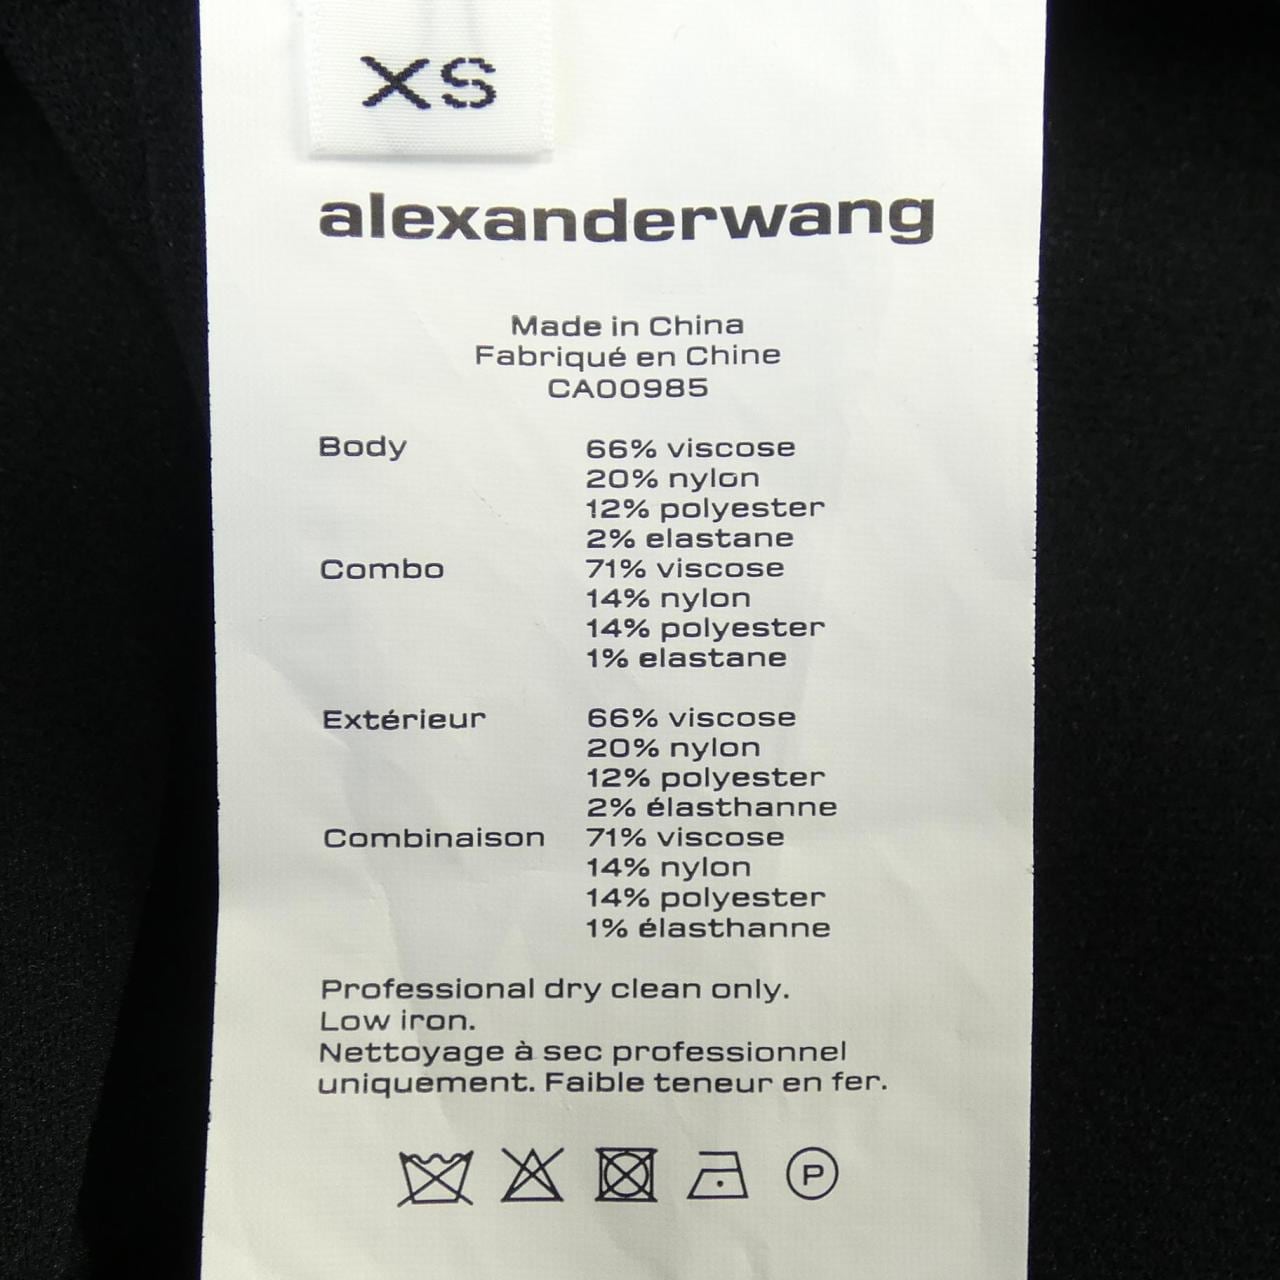 XS
alexanderwang
Made in China
Fabriqué en Chine
CA00985
Body 66% viscose
20% nylon
12% polyester
2% elastane
Combo 71% viscose
14% nylon
14% polyester
1% elastane
Extérieur 66% viscose
20% nylon
12% polyester
2% élasthanne
Combinaison 71% viscose
14% nylon
14% polyester
1% élasthanne
Professional dry clean only.
Low iron.
Nettoyage à sec professionnel
uniquement. Faible teneur en fer.
P